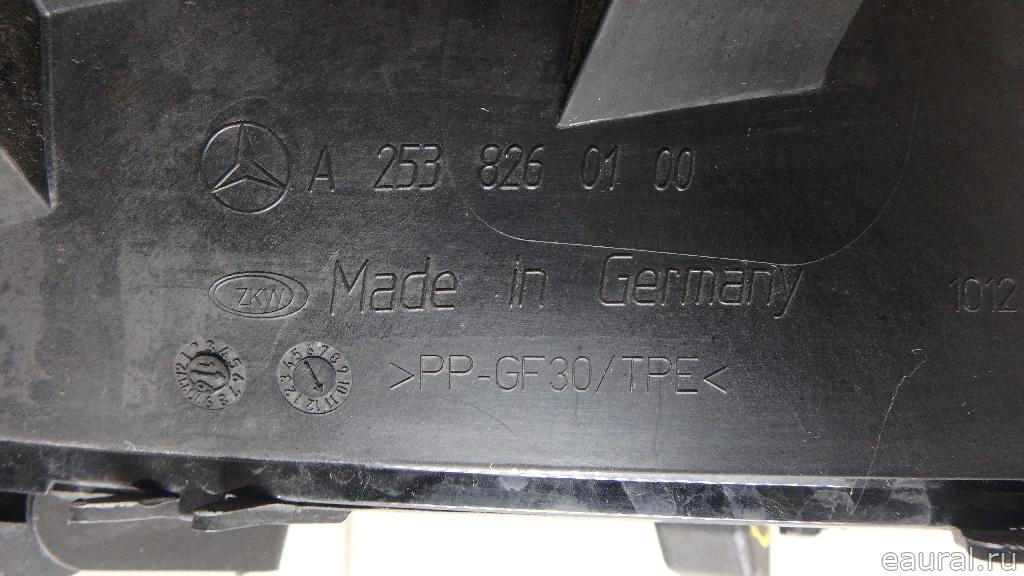 A 253 826 01 00
ZKW Made in Germany
1012
>PP-GF30/TPE<
eaural.ru